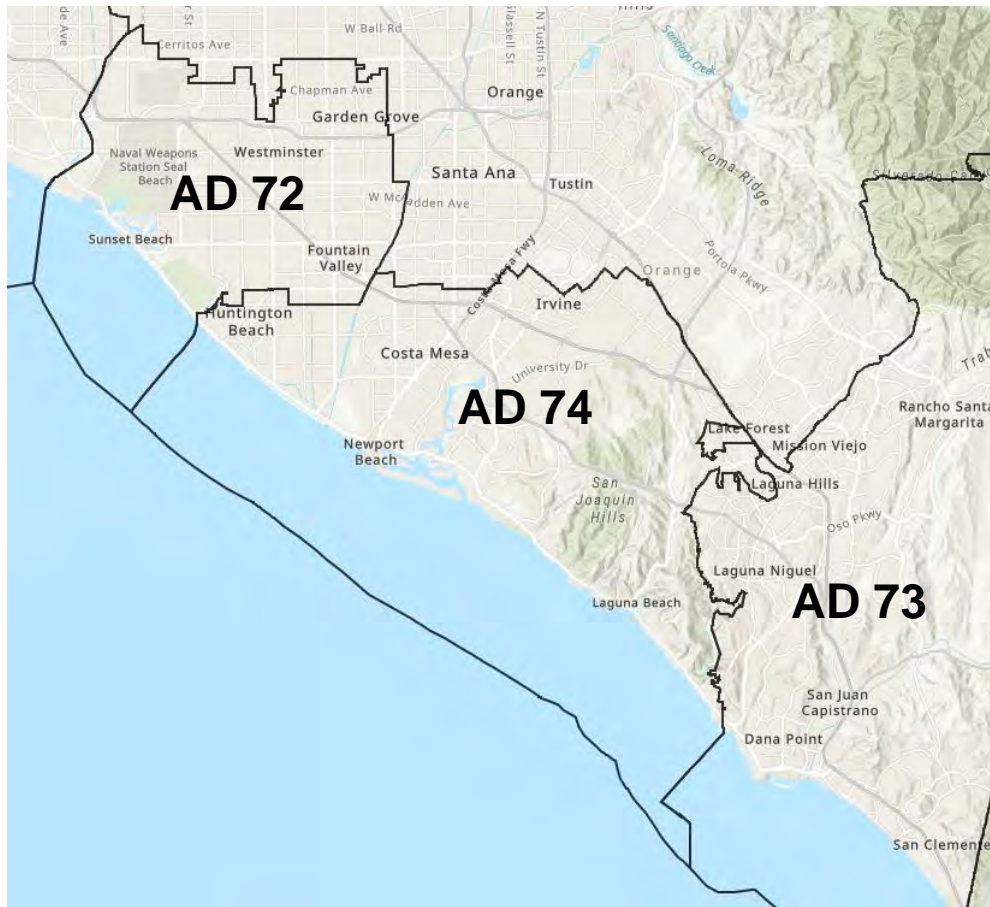 W Ball Rd
Cerritos Ave
N Tustin St
Santiago Creek
Chapman Ave
Orange
Garden Grove
Naval Weapons
Station Seal
Beach
Westminster
Loma Ridge
Santa Ana
Tustin
AD 72
W McFadden Ave
Sunset Beach
Fountain
Valley
Costa Mesa Fwy
Orange
Portola Pkwy
Irvine
Huntington
Beach
Costa Mesa
University Dr
AD 74
Rancho Santa
Margarita
Lake Forest
Mission Viejo
Newport
Beach
Laguna Hills
San
Joaquin
Hills
Oso Pkwy
Laguna Niguel
Laguna Beach
AD 73
San Juan
Capistrano
Dana Point
San Clemente